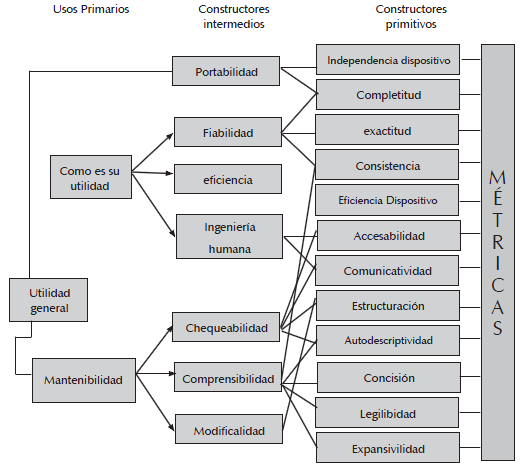 Usos Primarios
Constructores
intermedios
Constructores
primitivos
Portabilidad
Fiabilidad
Como es su
utilidad
eficiencia
Ingeniería
humana
Utilidad
general
Chequeabilidad
Mantenibilidad
Comprensibilidad
Modificalidad
Independencia dispositivo
Completitud
exactitud
Consistencia
Eficiencia Dispositivo
Accesabilidad
Comunicatividad
Estructuración
Autodescriptividad
Concisión
Legilibidad
Expansivilidad
MÉTRICAS